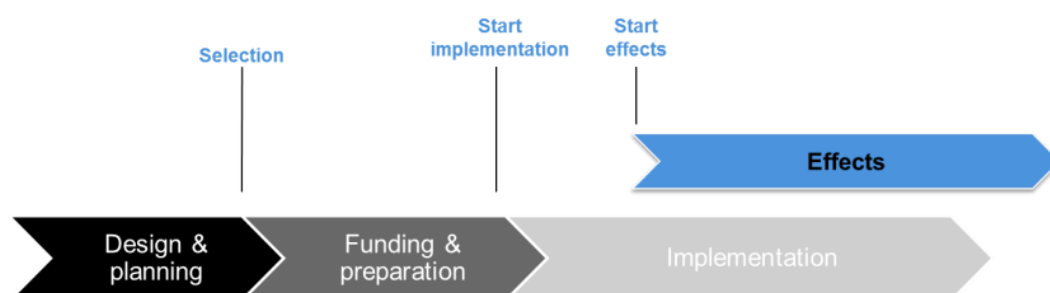 Selection
Start
implementation
Start
effects
Effects
Design &
planning
Funding &
preparation
Implementation